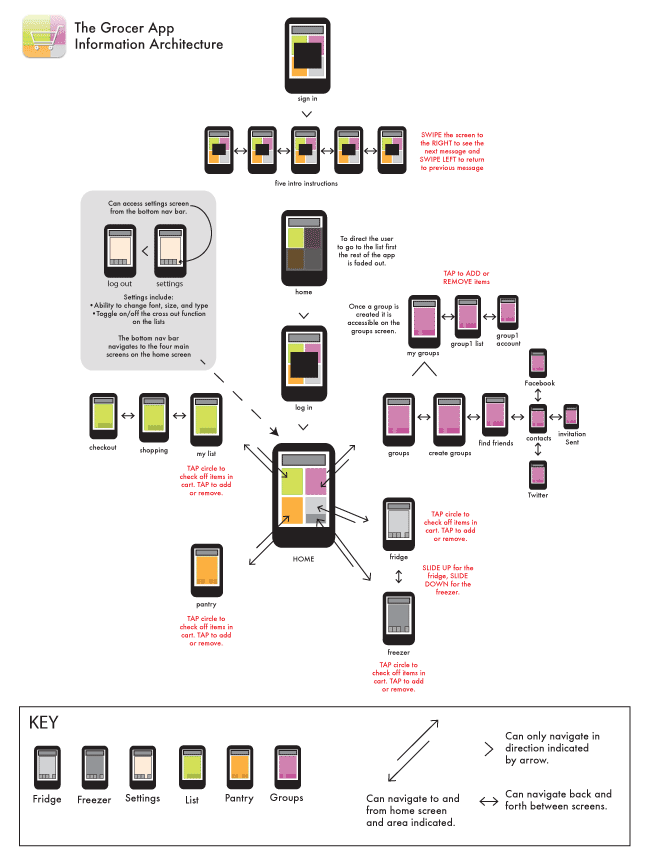 The Grocer App
Information Architecture
sign in
SWIPE the screen to
the RIGHT to see the
next message and
SWIPE LEFT to return
to previous message
five intro instructions
Can access settings screen
from the bottom nav bar.
log out
settings
Settings include:
•Ability to change font, size, and type
•Toggle on/off the cross out function
on the lists
The bottom nav bar
navigates to the four main
screens on the home screen
To direct the user
to go to the list first
the rest of the app
is faded out.
home
TAP to ADD or
REMOVE items
Once a group is
created it is
accessible on the
groups screen.
my groups
group1 list
group1
account
log in
Facebook
checkout
shopping
my list
groups
create groups
find friends
contacts
invitation
Sent
Twitter
TAP circle to
check off items in
cart. TAP to add
or remove.
HOME
TAP circle to
check off items in
cart. TAP to add
or remove.
fridge
SLIDE UP for the
fridge, SLIDE
DOWN for the
freezer.
pantry
TAP circle to
check off items in
cart. TAP to add
or remove.
freezer
TAP circle to
check off items in
cart. TAP to add
or remove.
KEY
Fridge
Freezer
Settings
List
Pantry
Groups
Can navigate to and
from home screen
and area indicated.
Can only navigate in
direction indicated
by arrow.
Can navigate back and
forth between screens.